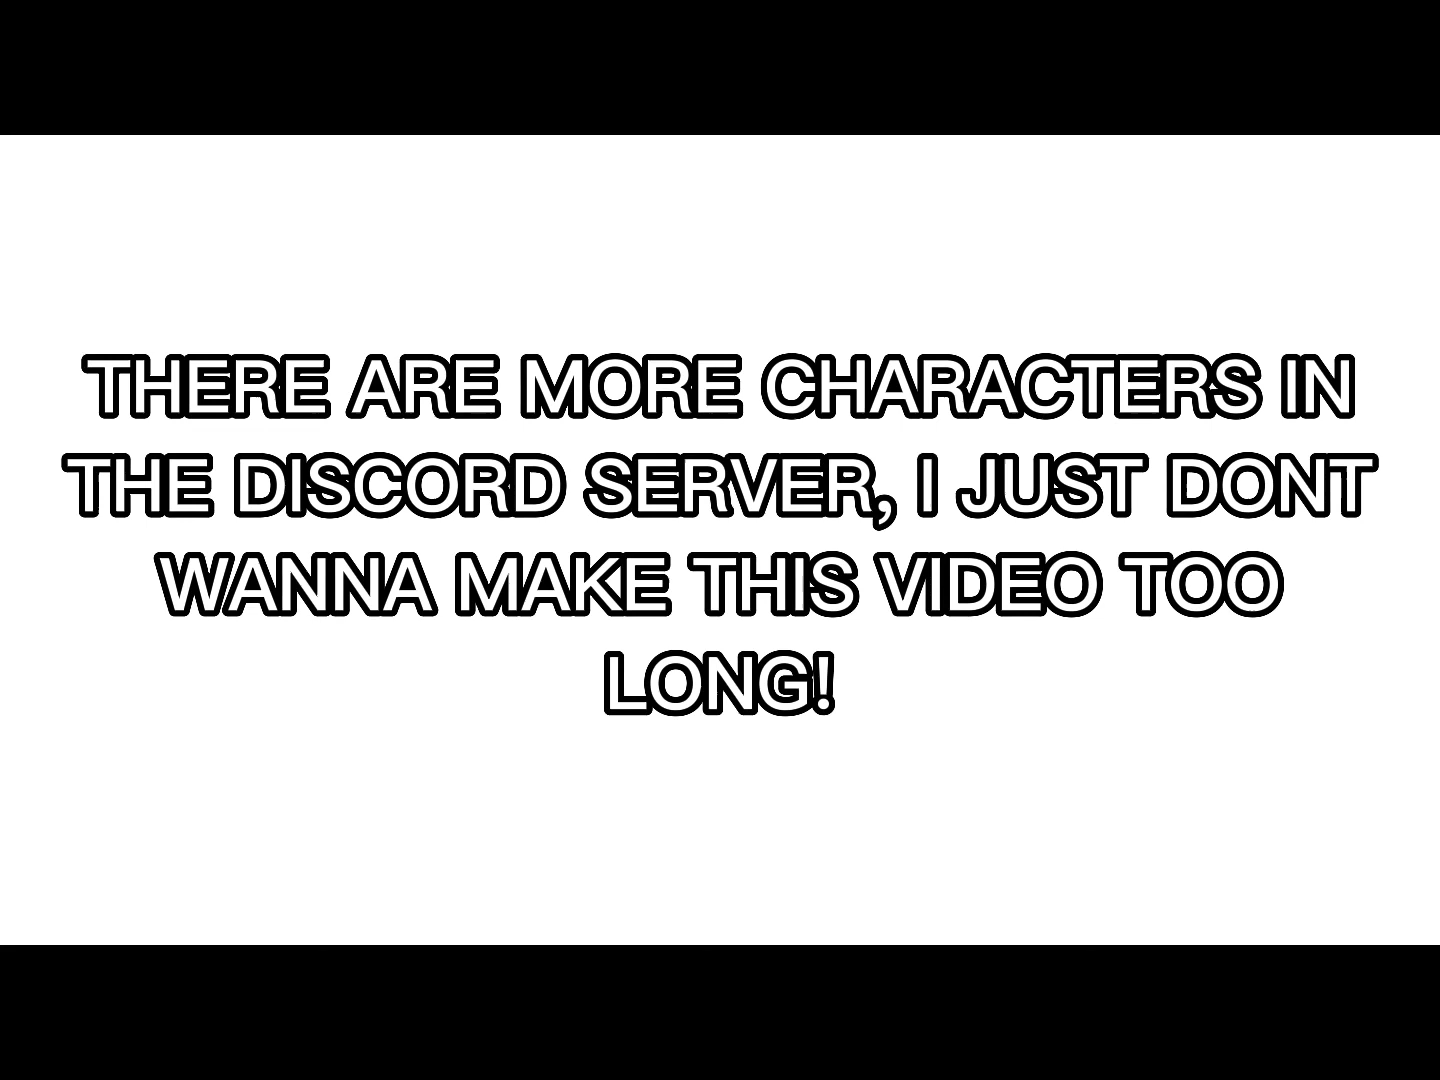 THERE ARE MORE CHARACTERS IN
THE DISCORD SERVER, I JUST DONT
WANNA MAKE THIS VIDEO TOO
LONG!